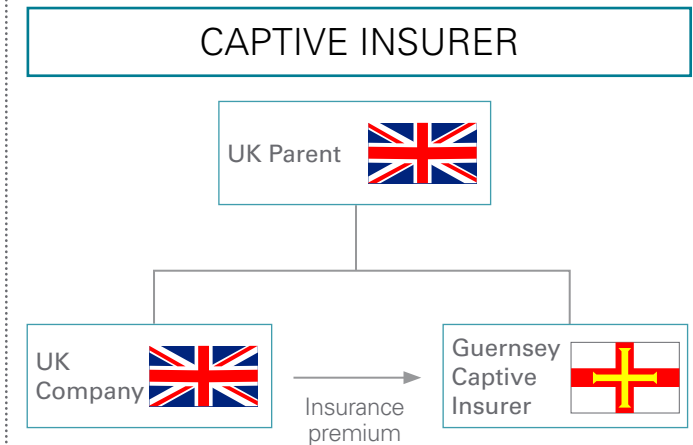 CAPTIVE INSURER
UK Parent
UK
Company
Insurance
premium
Guernsey
Captive
Insurer